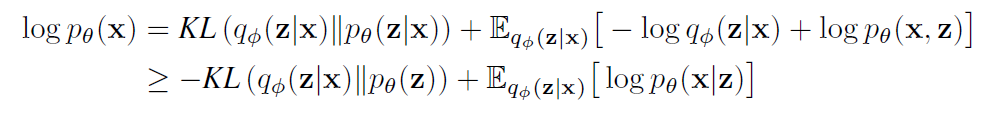 log p_θ(𝐱) = KL (q_ϕ(𝐳|𝐱)‖p_θ(𝐳|𝐱)) + 𝔼_{q_ϕ(𝐳|𝐱)} [ − log q_ϕ(𝐳|𝐱) + log p_θ(𝐱, 𝐳)]
≥ −KL (q_ϕ(𝐳|𝐱)‖p_θ(𝐳)) + 𝔼_{q_ϕ(𝐳|𝐱)} [ log p_θ(𝐱|𝐳)]